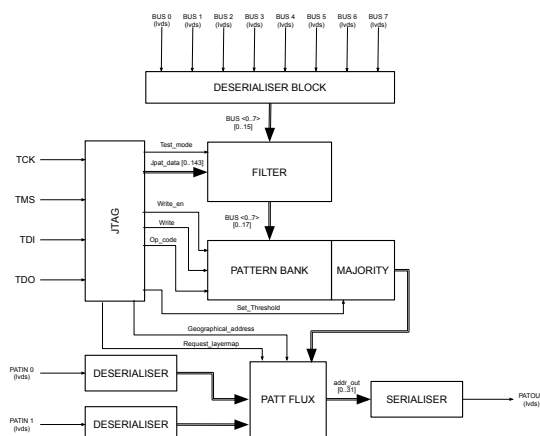 BUS 0 BUS 1 BUS 2 BUS 3 BUS 4 BUS 5 BUS 6 BUS 7
(lvds) (lvds) (lvds) (lvds) (lvds) (lvds) (lvds) (lvds)
DESERIALISER BLOCK
BUS <0..7>
[0..15]
TCK
TMS
TDI
TDO
JTAG
Test_mode
Jpat_data [0..143]
FILTER
BUS <0..7>
[0..17]
Write_en
Write
Op_code
PATTERN BANK
MAJORITY
Set_Threshold
Geographical_address
Request_layermap
PATIN 0
(lvds)
DESERIALISER
PATIN 1
(lvds)
DESERIALISER
PATT FLUX
addr_out
[0..31]
SERIALISER
PATOU
(lvds)